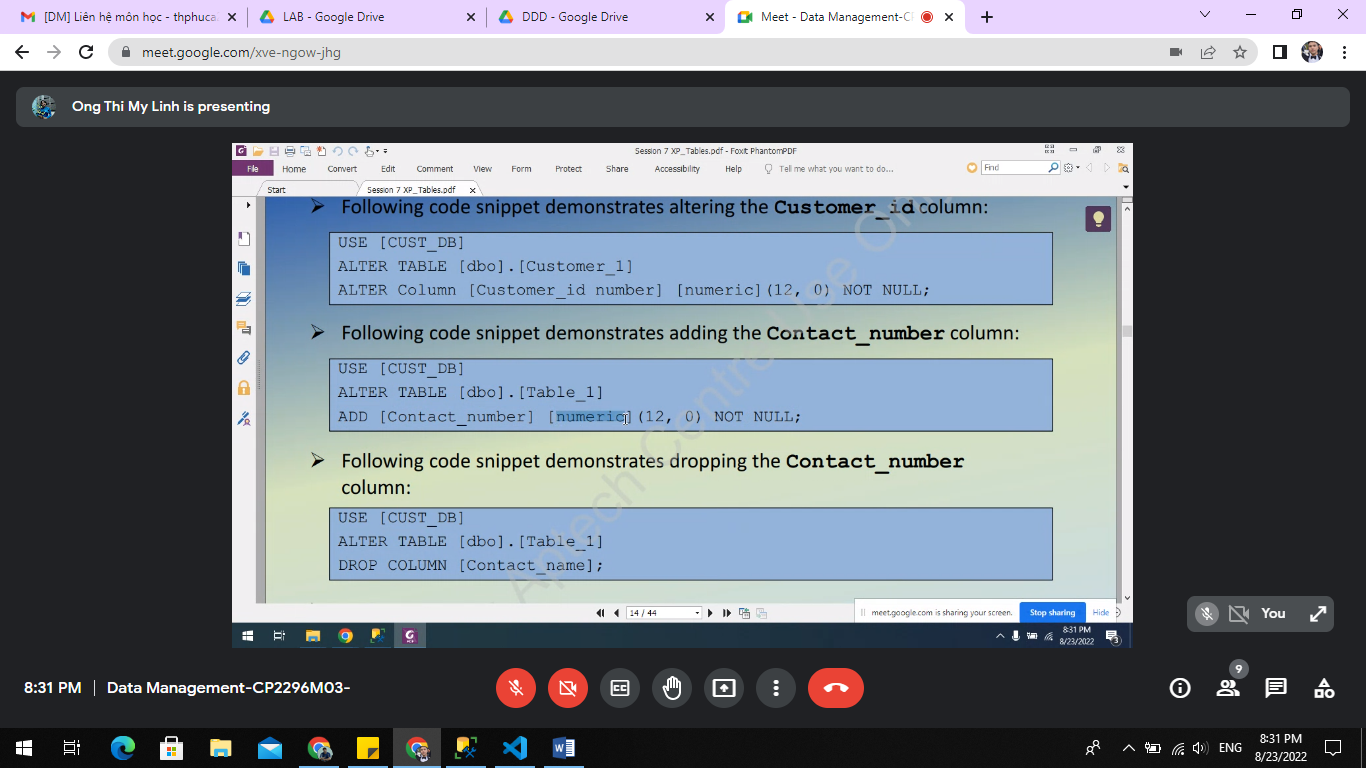 [DM] Liên hệ môn học - thphuca
LAB - Google Drive
DDD - Google Drive
Meet - Data Management-C
meet.google.com/xve-ngow-jhg
Ong Thi My Linh is presenting
Session 7 XP_Tables.pdf - Foxit PhantomPDF
File Home Convert Edit Comment View Form Protect Share Accessibility Help Tell me what you want to do... Find
Start Session 7 XP_Tables.pdf
➢ Following code snippet demonstrates altering the Customer_id column:
USE [CUST_DB]
ALTER TABLE [dbo].[Customer_1]
ALTER Column [Customer_id number] [numeric](12, 0) NOT NULL;
➢ Following code snippet demonstrates adding the Contact_number column:
USE [CUST_DB]
ALTER TABLE [dbo].[Table_1]
ADD [Contact_number] [numeric](12, 0) NOT NULL;
➢ Following code snippet demonstrates dropping the Contact_number
column:
USE [CUST_DB]
ALTER TABLE [dbo].[Table_1]
DROP COLUMN [Contact_name];
Aptech Centre Use On
14 / 44
meet.google.com is sharing your screen. Stop sharing Hide
8:31 PM
8/23/2022
3
You
8:31 PM | Data Management-CP2296M03-
9
ENG
8:31 PM
8/23/2022